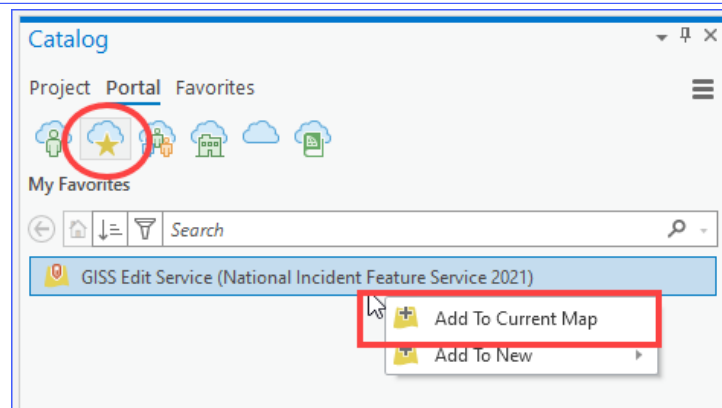 Catalog
Project Portal Favorites
My Favorites
Search
GISS Edit Service (National Incident Feature Service 2021)
Add To Current Map
Add To New